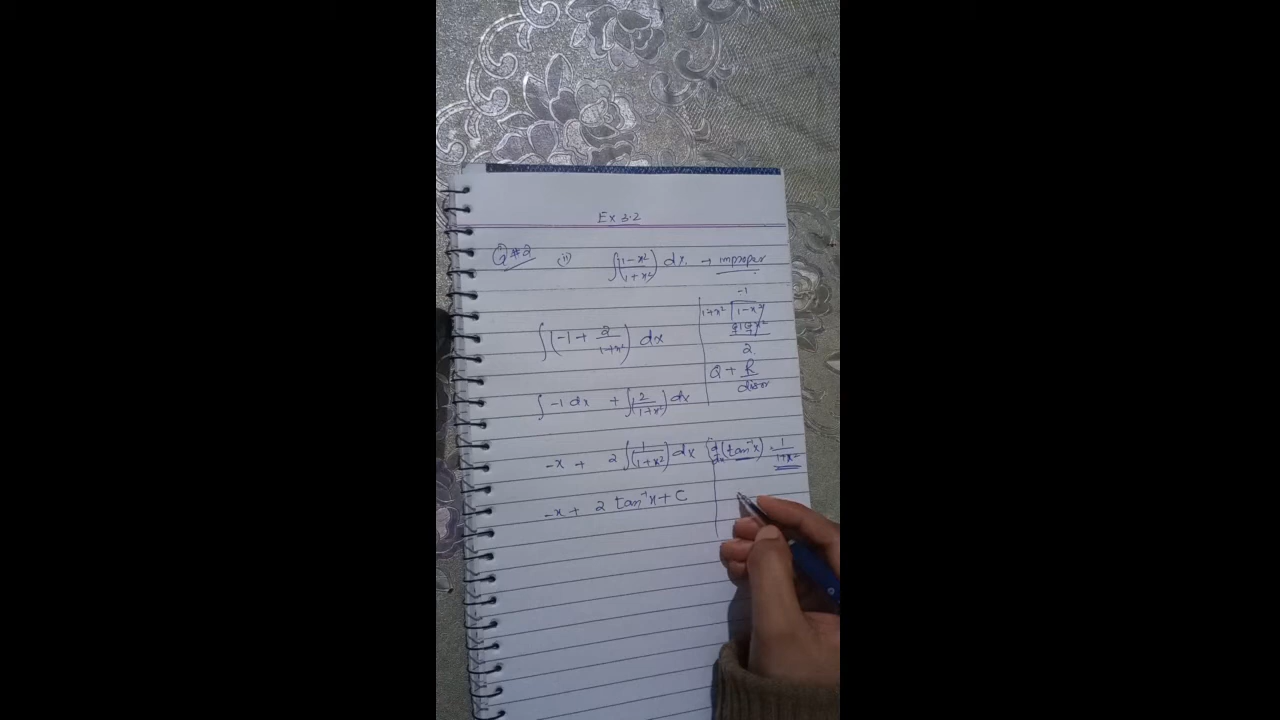 Ex 3.2
Q#2 (ii) ∫(1-x²/1+x²) dx. → improper
-1
1+x² √1-x²
∫(-1 + 2/1+x²) dx
2
Q + R/disor
∫ -1 dx + ∫(2/1+x²) dx
-x + 2 ∫(1/1+x²) dx
d/dx (tan⁻¹x) = 1/1+x²
-x + 2 tan⁻¹x + C